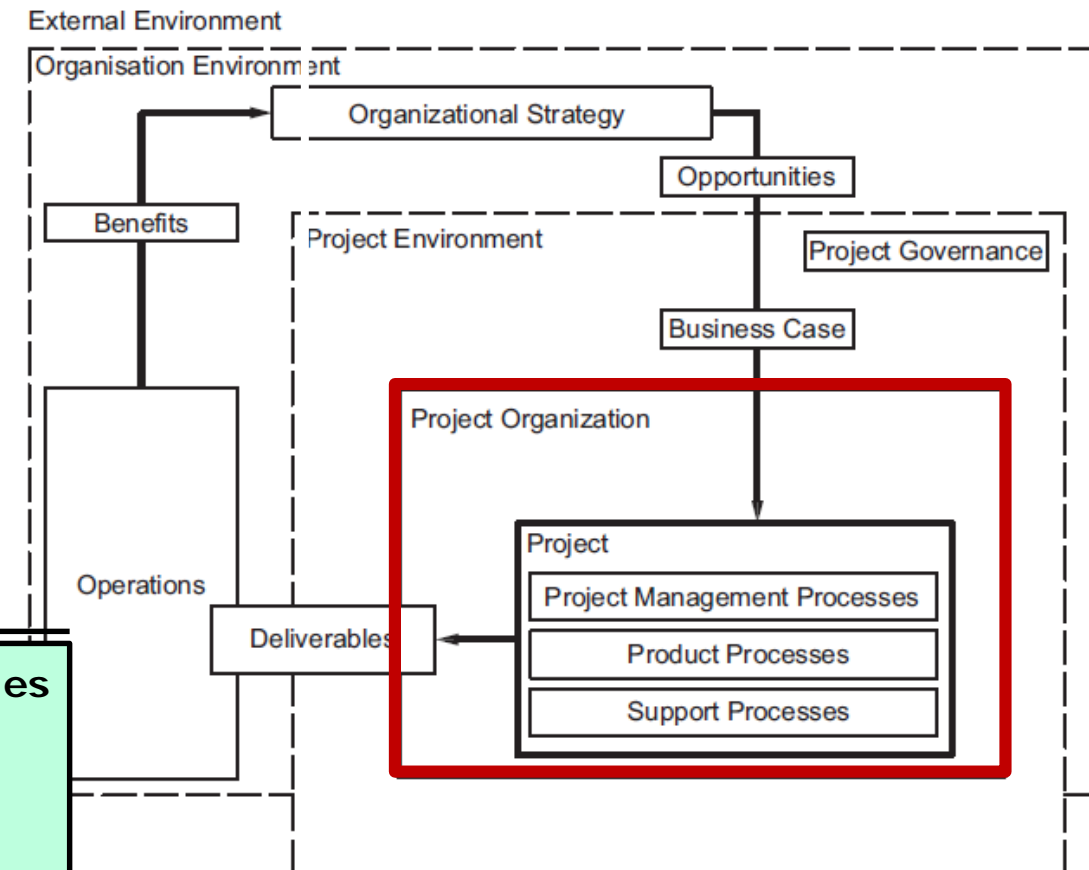 External Environment
Organisation Environment
Organizational Strategy
Opportunities
Benefits
Project Environment
Project Governance
Business Case
Project Organization
Project
Operations
Project Management Processes
Deliverables
Product Processes
es
Support Processes